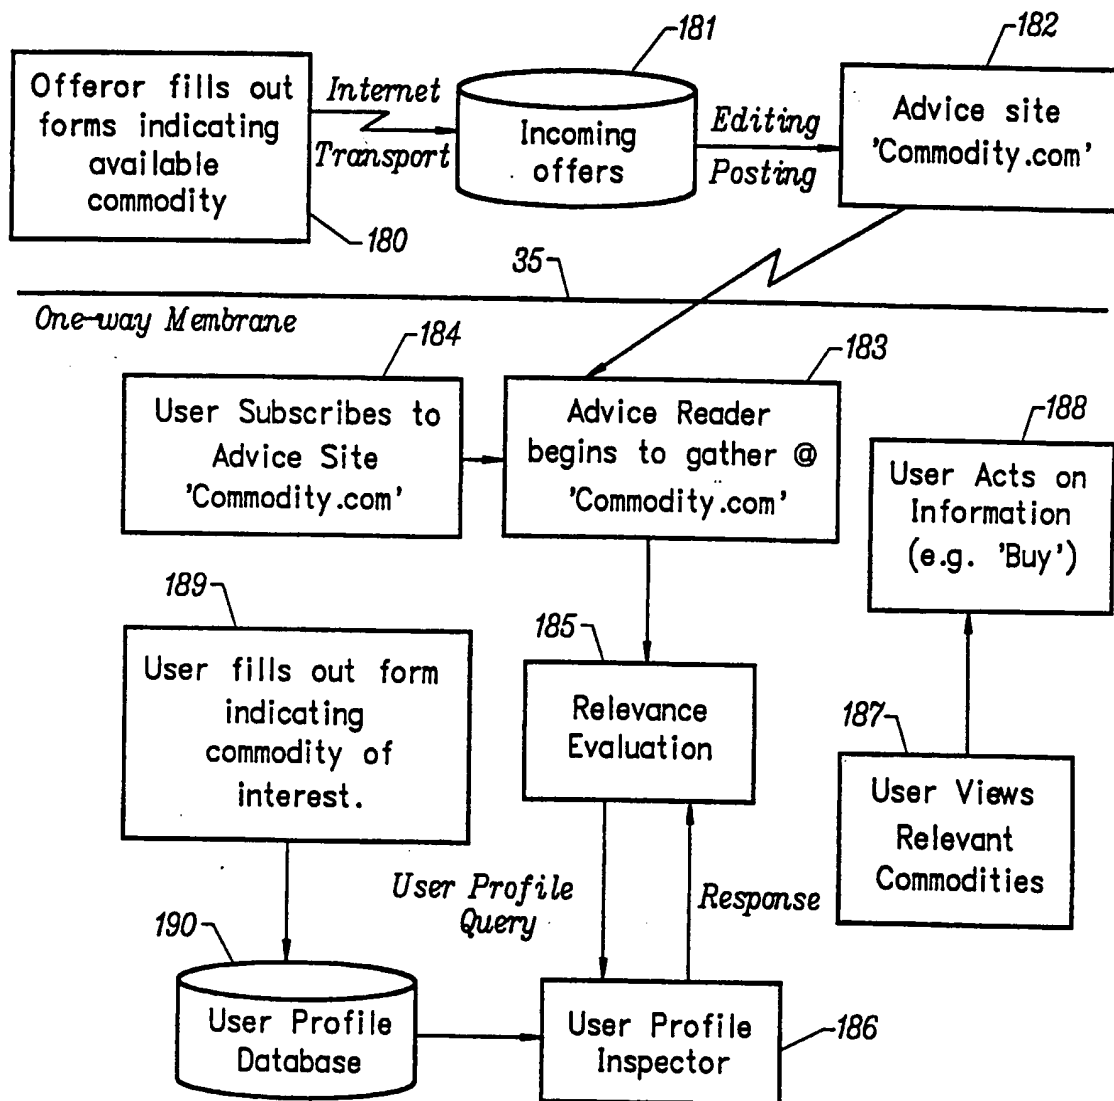 181
182
Offeror fills out
forms indicating
available
commodity
Internet
Transport
Incoming
offers
Editing
Posting
Advice site
'Commodity.com'
180
35
One-way Membrane
184
183
User Subscribes to
Advice Site
'Commodity.com'
Advice Reader
begins to gather @
'Commodity.com'
188
User Acts on
Information
(e.g. 'Buy')
189
User fills out form
indicating
commodity of
interest.
185
Relevance
Evaluation
187
User Views
Relevant
Commodities
User Profile
Query
Response
190
User Profile
Database
User Profile
Inspector
186